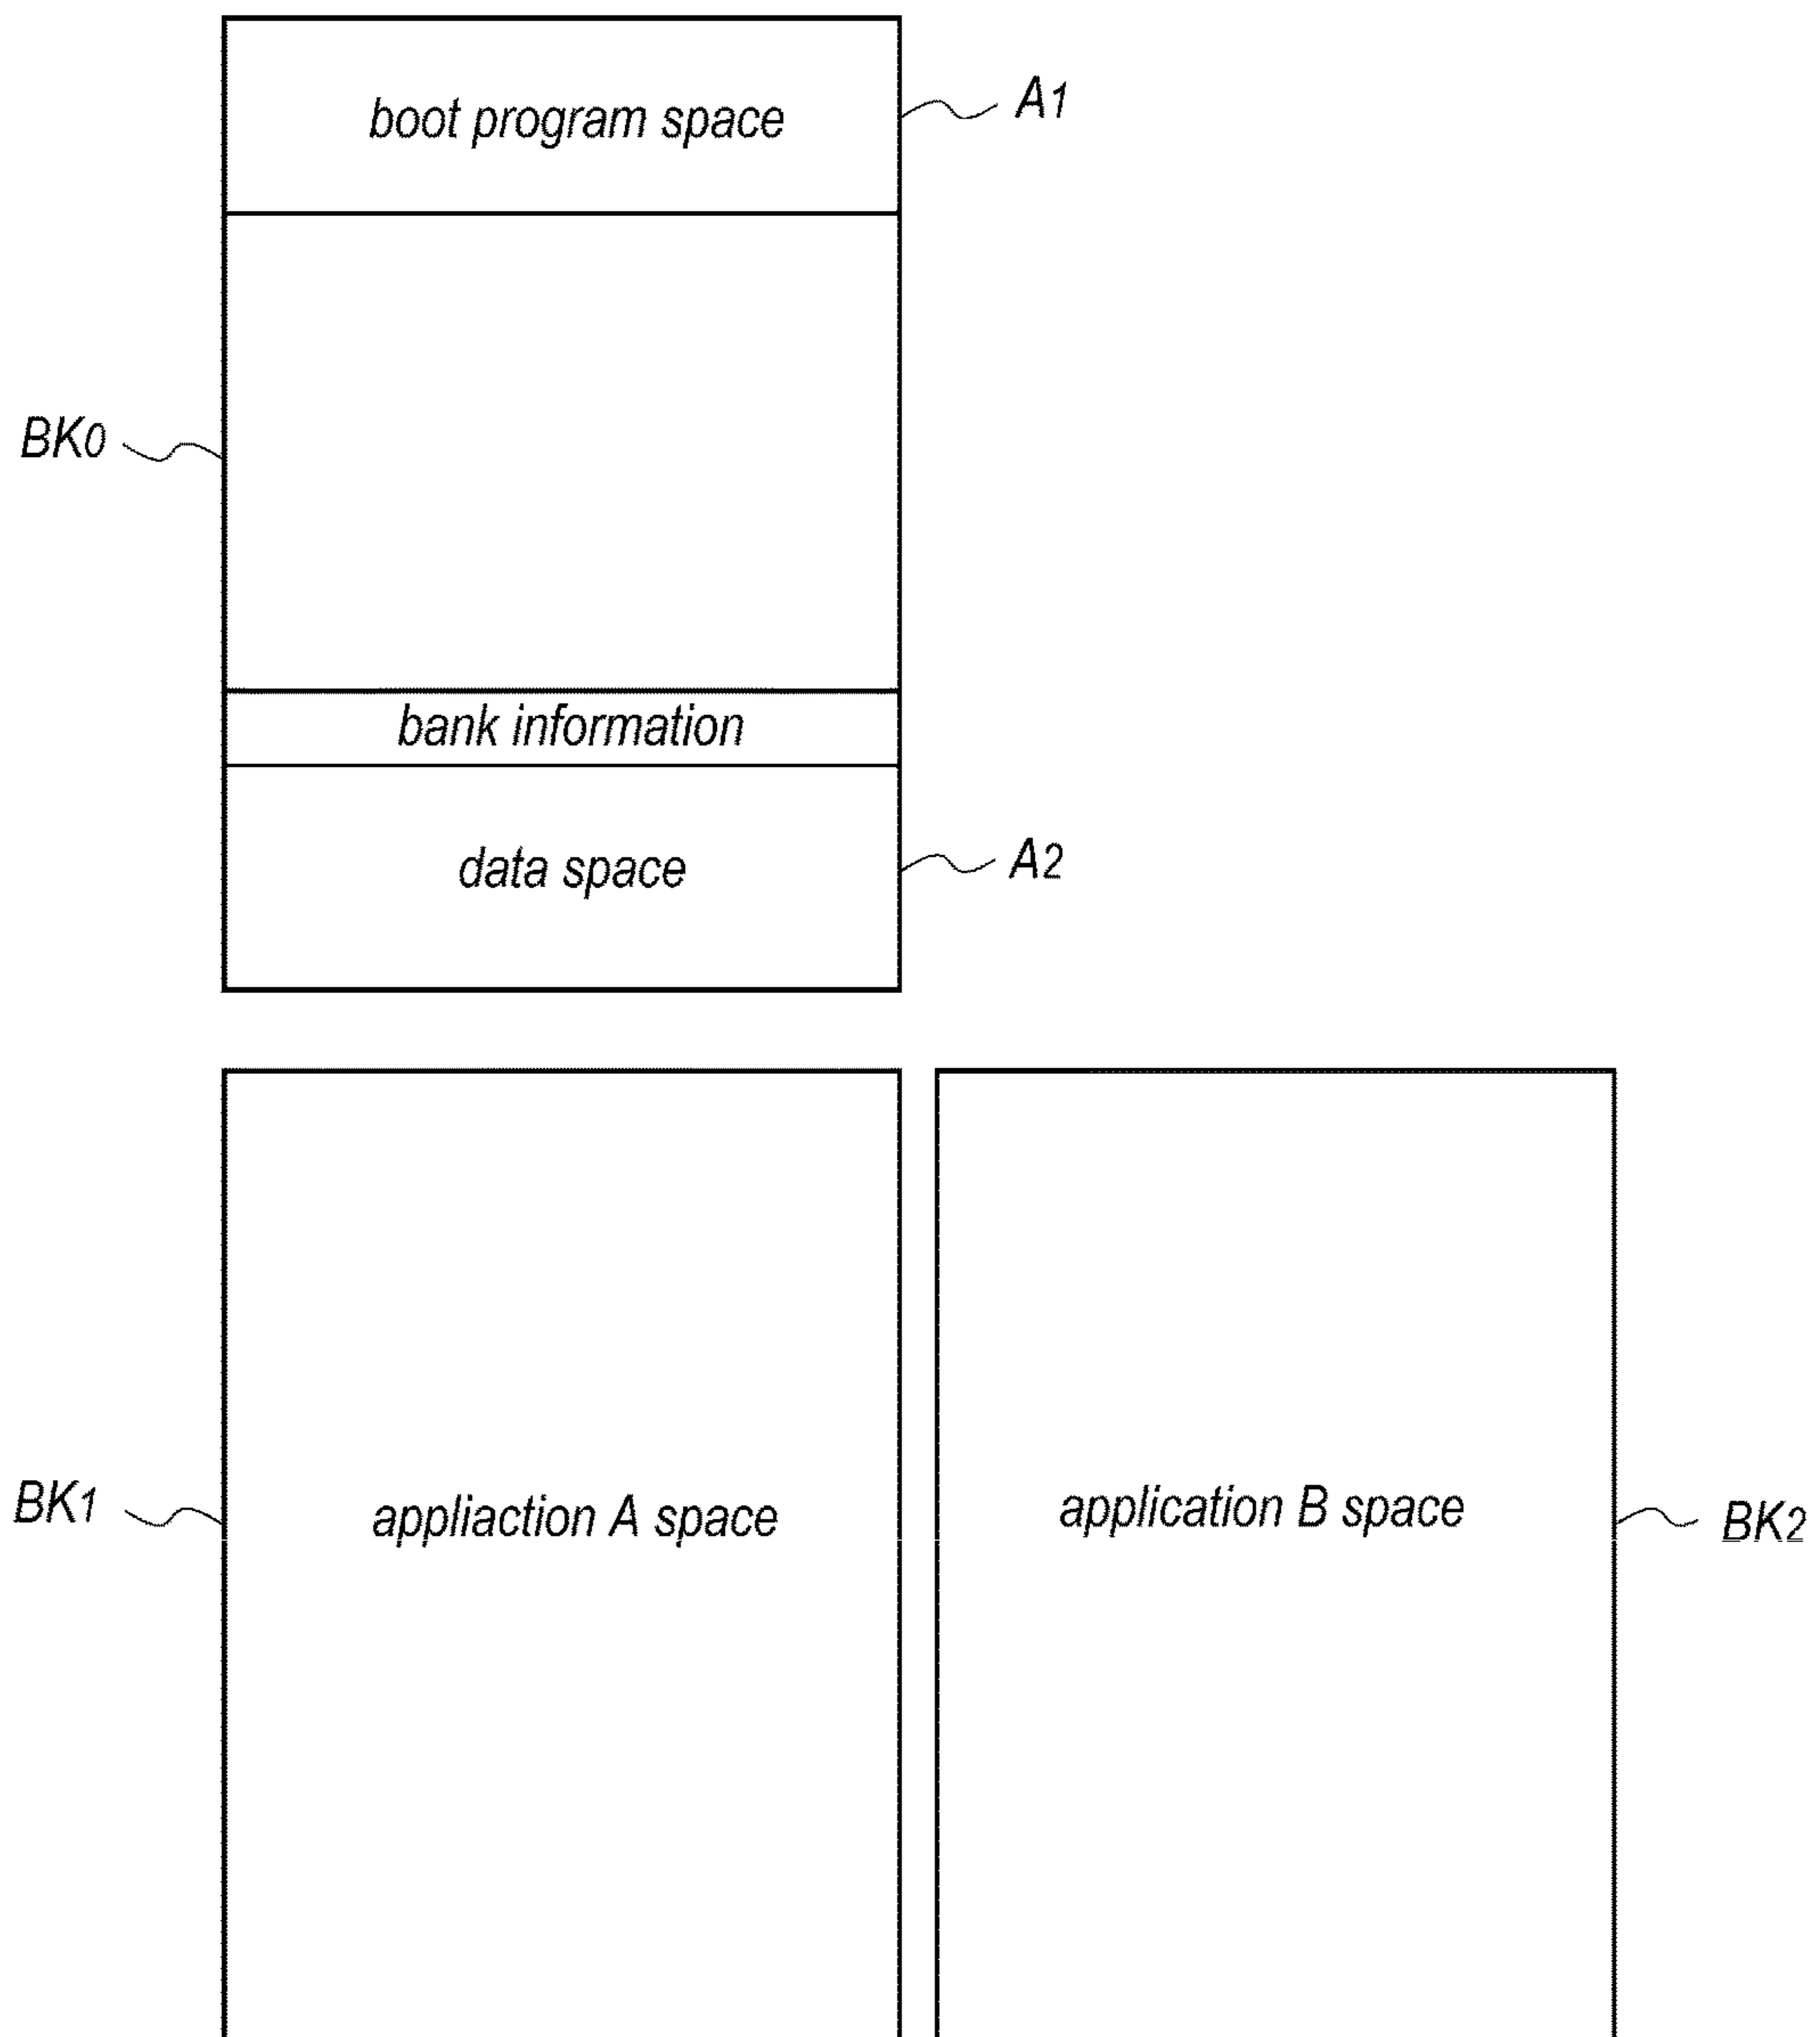 boot program space
A1
BK0
bank information
data space
A2
BK1
appliaction A space
application B space
BK2